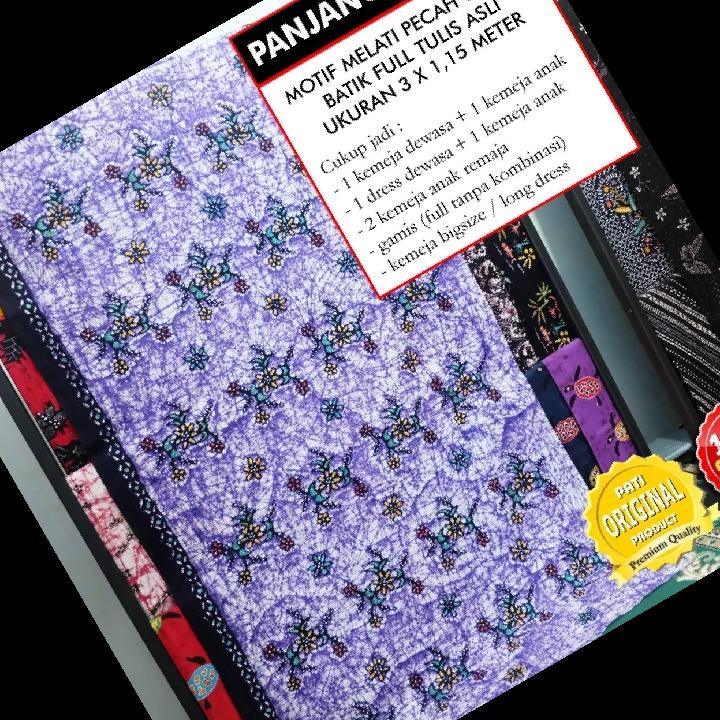 PANJANG
MOTIF MELATI PECAH
BATIK FULL TULIS ASLI
UKURAN 3 X 1,15 METER
Cukup jadi :
- 1 kemeja dewasa + 1 kemeja anak
- 1 dress dewasa + 1 kemeja anak
- 2 kemeja anak remaja
- gamis (full tanpa kombinasi)
- kemeja bigsize / long dress
PATI
ORIGINAL
PRODUCT
Premium Quality